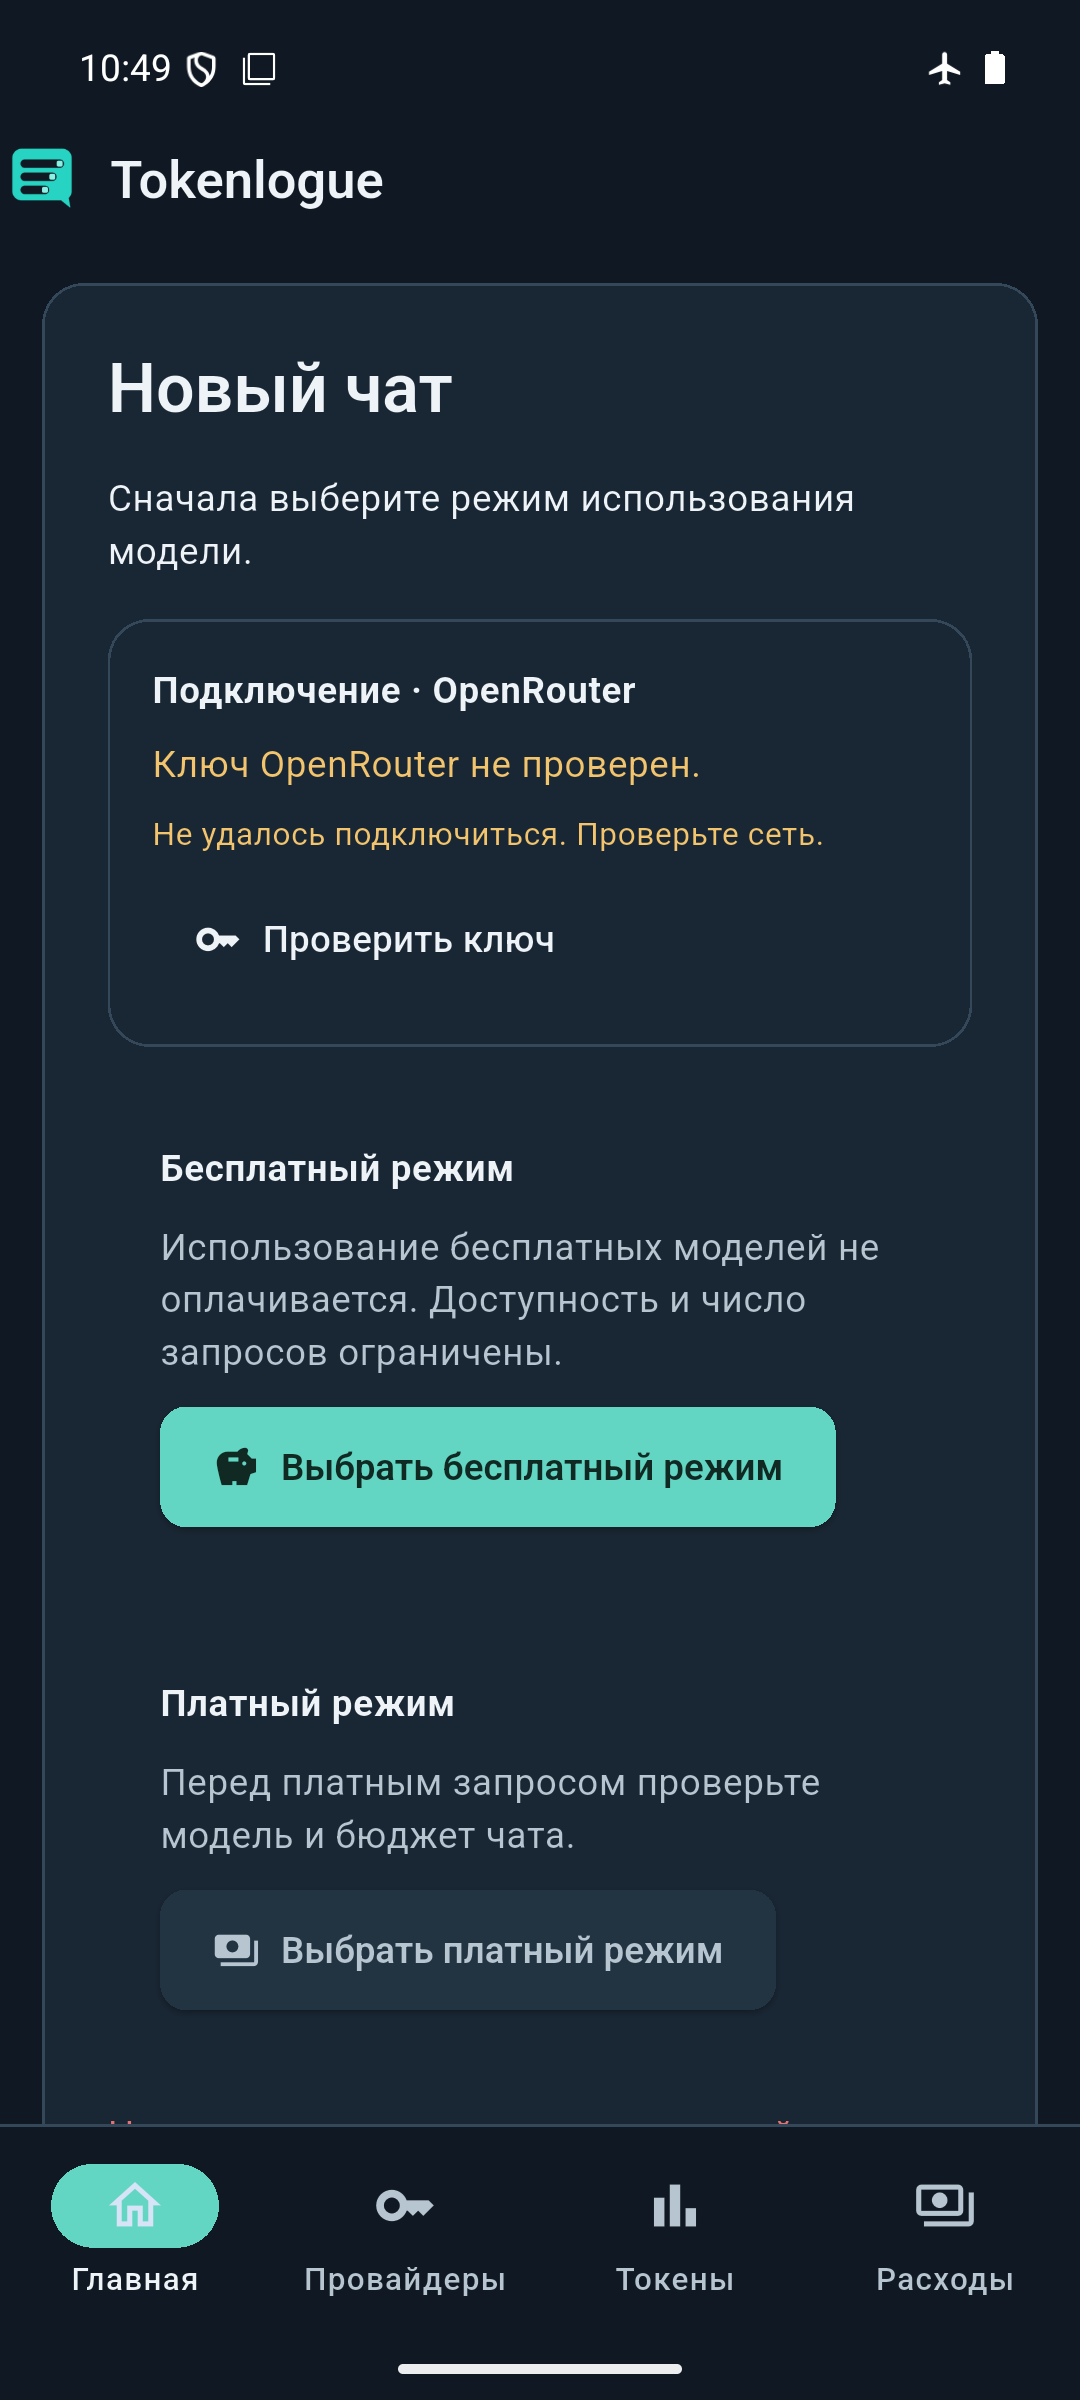 10:49
Tokenlogue
Новый чат
Сначала выберите режим использования
модели.
Подключение · OpenRouter
Ключ OpenRouter не проверен.
Не удалось подключиться. Проверьте сеть.
Проверить ключ
Бесплатный режим
Использование бесплатных моделей не
оплачивается. Доступность и число
запросов ограничены.
Выбрать бесплатный режим
Платный режим
Перед платным запросом проверьте
модель и бюджет чата.
Выбрать платный режим
Главная
Провайдеры
Токены
Расходы